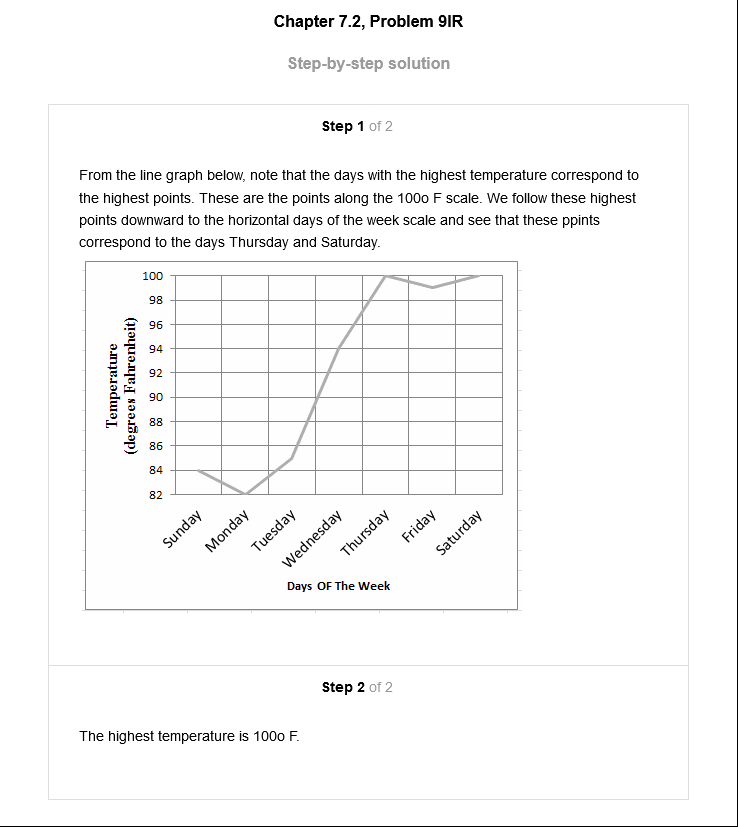 Chapter 7.2, Problem 9IR
Step-by-step solution
Step 1 of 2
From the line graph below, note that the days with the highest temperature correspond to
the highest points. These are the points along the 100o F scale. We follow these highest
points downward to the horizontal days of the week scale and see that these ppints
correspond to the days Thursday and Saturday.
100
98
96
94
92
90
88
86
84
82
Temperature
(degrees Fahrenheit)
Sunday
Monday
Tuesday
Wednesday
Thursday
Friday
Saturday
Days OF The Week
Step 2 of 2
The highest temperature is 100o F.